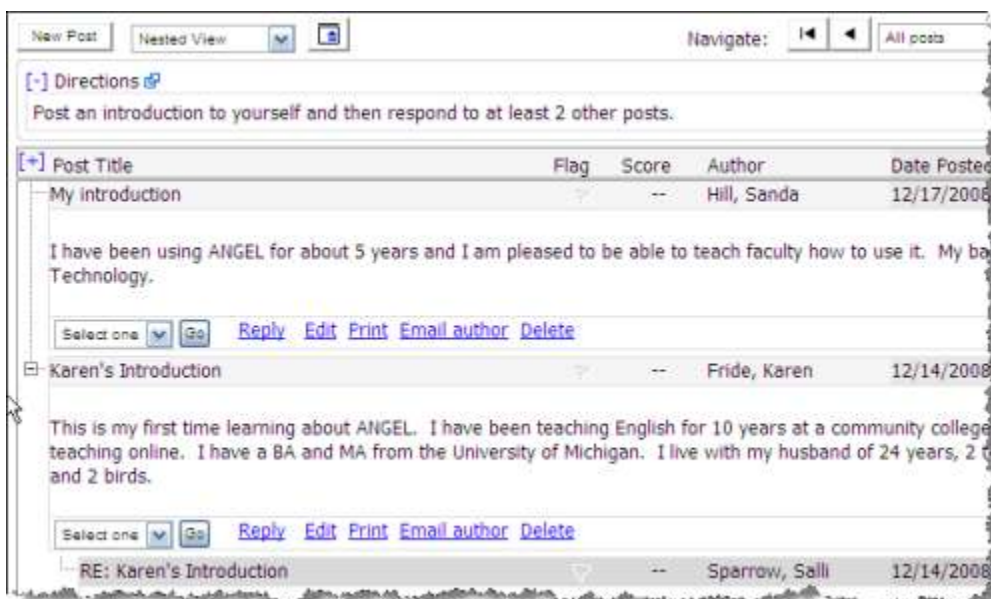 New Post Nested View Navigate: All posts
[-] Directions
Post an introduction to yourself and then respond to at least 2 other posts.
[+] Post Title Flag Score Author Date Posted
My introduction -- Hill, Sanda 12/17/2008
I have been using ANGEL for about 5 years and I am pleased to be able to teach faculty how to use it. My ba
Technology.
Select one Go Reply Edit Print Email author Delete
Karen's Introduction -- Fride, Karen 12/14/2008
This is my first time learning about ANGEL. I have been teaching English for 10 years at a community college
teaching online. I have a BA and MA from the University of Michigan. I live with my husband of 24 years, 2
and 2 birds.
Select one Go Reply Edit Print Email author Delete
RE: Karen's Introduction -- Sparrow, Salli 12/14/2008